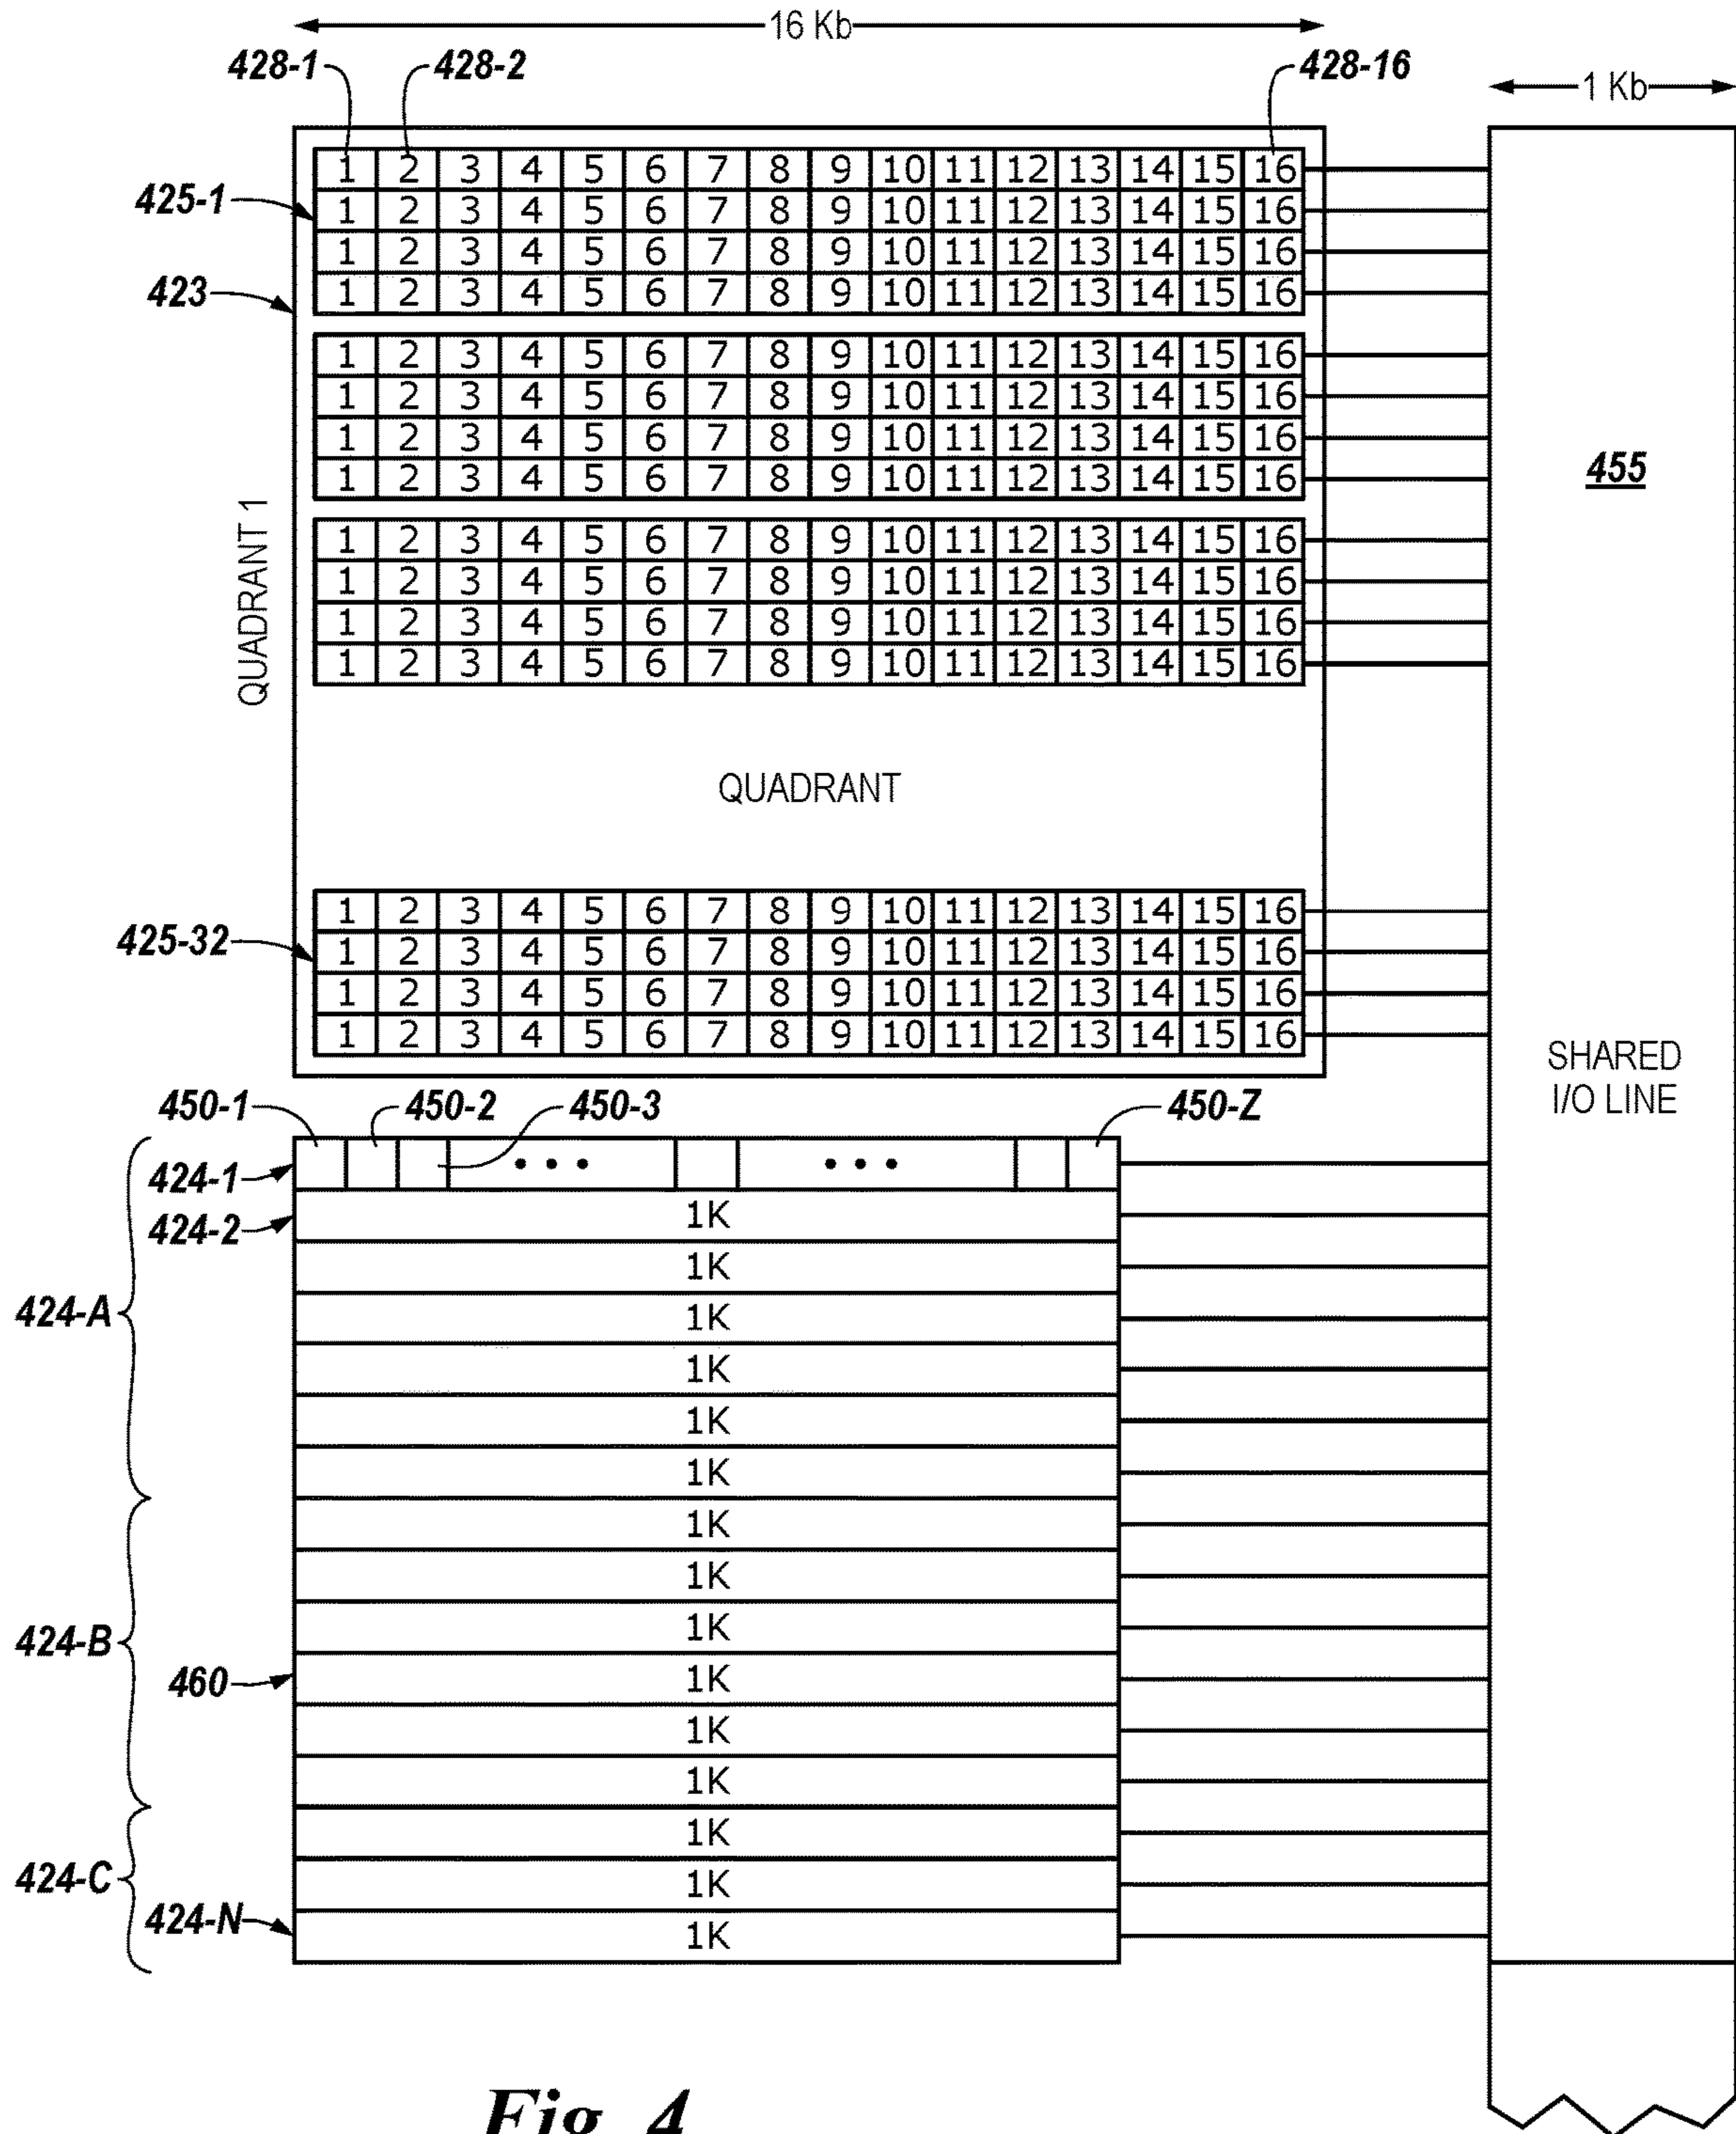 16 Kb
428-1 428-2 428-16
1 Kb
1 2 3 4 5 6 7 8 9 10 11 12 13 14 15 16
425-1
1 2 3 4 5 6 7 8 9 10 11 12 13 14 15 16
1 2 3 4 5 6 7 8 9 10 11 12 13 14 15 16
423
1 2 3 4 5 6 7 8 9 10 11 12 13 14 15 16
1 2 3 4 5 6 7 8 9 10 11 12 13 14 15 16
1 2 3 4 5 6 7 8 9 10 11 12 13 14 15 16
1 2 3 4 5 6 7 8 9 10 11 12 13 14 15 16
1 2 3 4 5 6 7 8 9 10 11 12 13 14 15 16
455
QUADRANT 1
1 2 3 4 5 6 7 8 9 10 11 12 13 14 15 16
1 2 3 4 5 6 7 8 9 10 11 12 13 14 15 16
1 2 3 4 5 6 7 8 9 10 11 12 13 14 15 16
1 2 3 4 5 6 7 8 9 10 11 12 13 14 15 16
QUADRANT
1 2 3 4 5 6 7 8 9 10 11 12 13 14 15 16
425-32
1 2 3 4 5 6 7 8 9 10 11 12 13 14 15 16
1 2 3 4 5 6 7 8 9 10 11 12 13 14 15 16
1 2 3 4 5 6 7 8 9 10 11 12 13 14 15 16
SHARED
I/O LINE
450-1 450-2 450-3 450-Z
424-1 • • • • • •
424-2 1K
1K
424-A 1K
1K
1K
1K
1K
1K
424-B 1K
460 1K
1K
1K
1K
424-C 1K
424-N 1K
Fig. 4